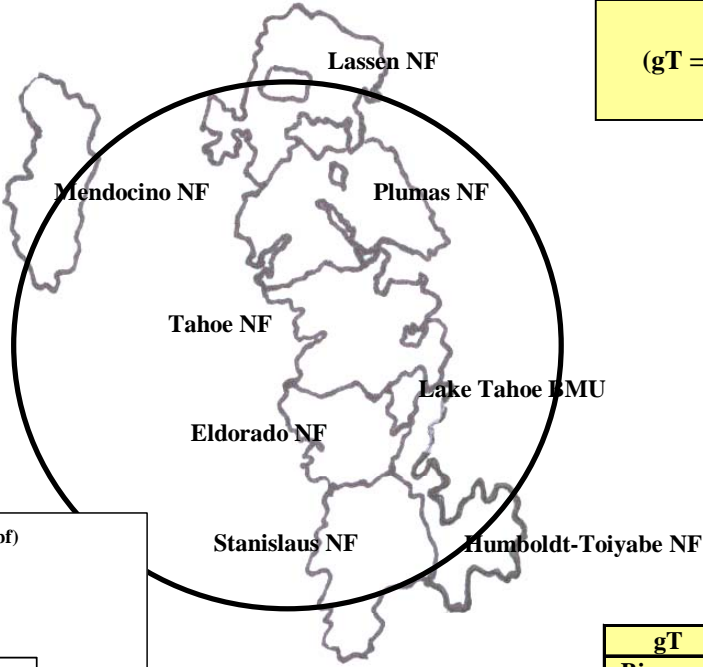 Lassen NF
(gT =
Mendocino NF
Plumas NF
Tahoe NF
Lake Tahoe BMU
Eldorado NF
Stanislaus NF
Humboldt-Toiyabe NF
gT